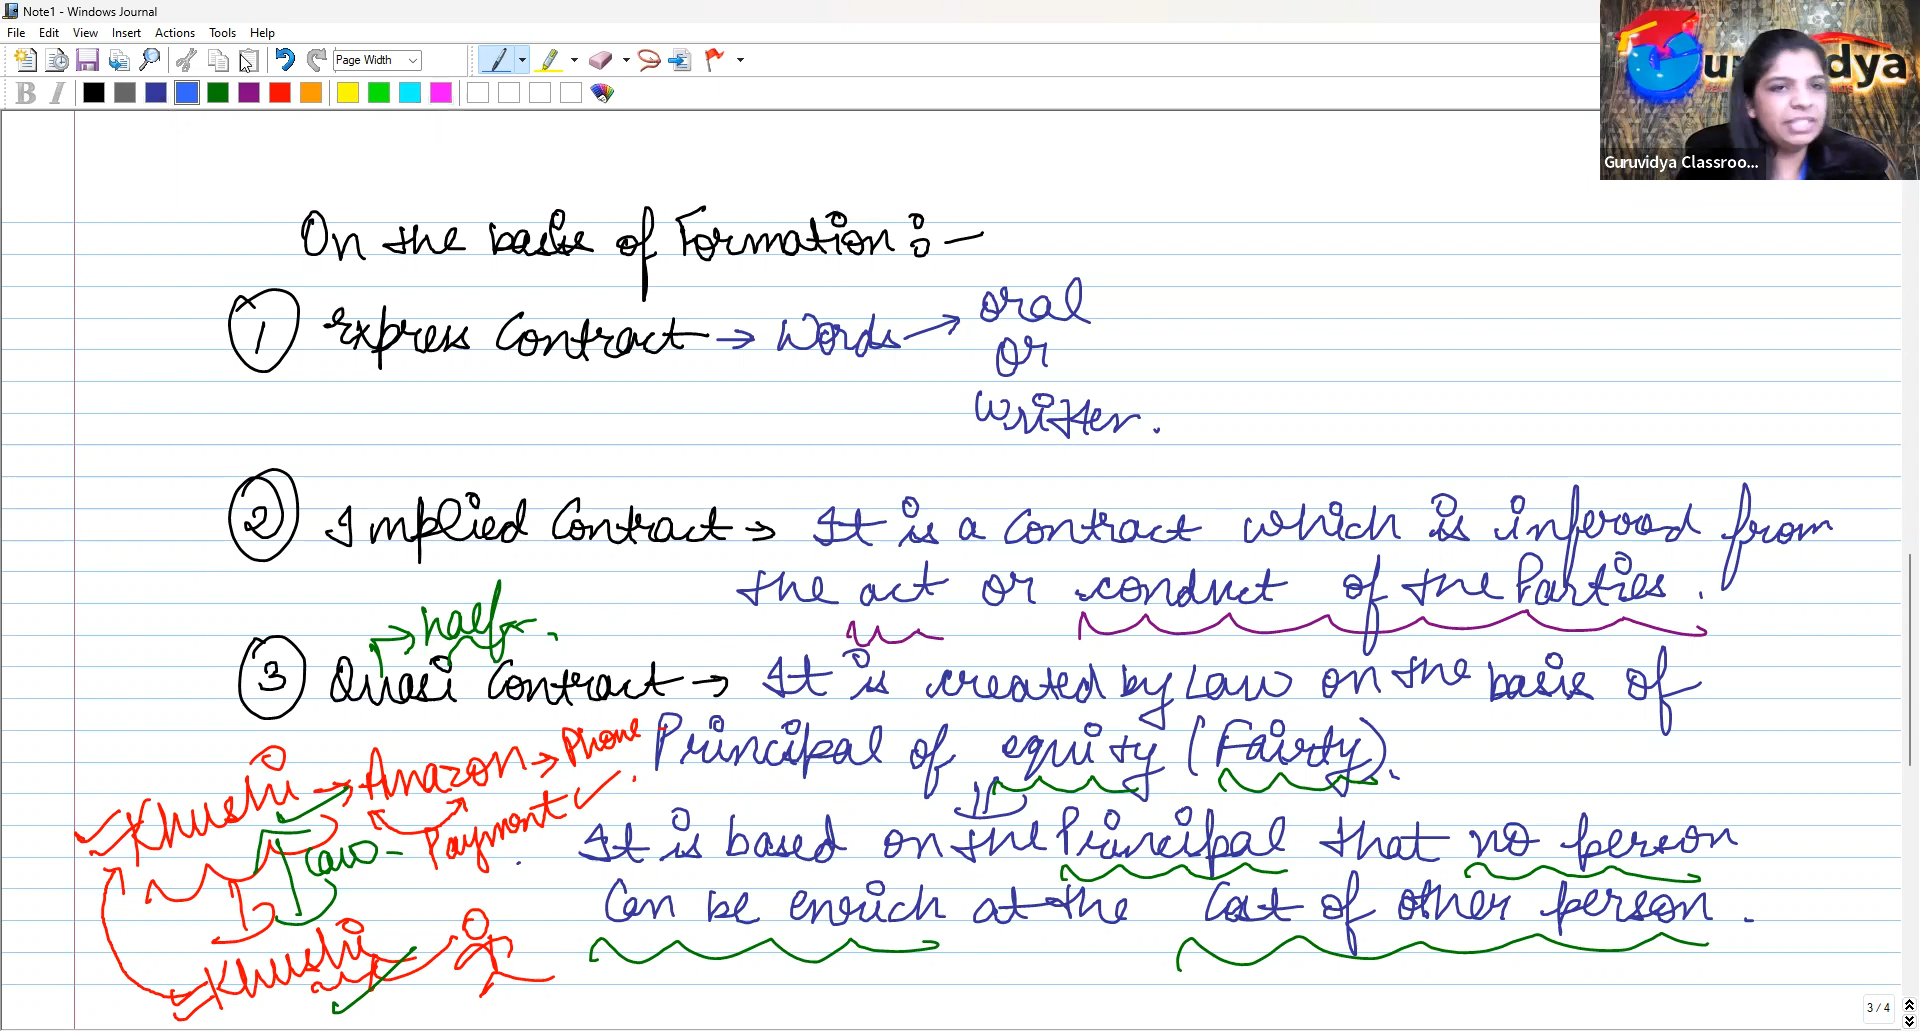 Note1 - Windows Journal
File Edit View Insert Actions Tools Help
Page Width
B I
Guruvidya
Guruvidya Classroo...
On the basis of Formation :-
1 Express Contract → Words → oral
or
written.
2 Implied Contract → It is a contract which is inferood from
the act or conduct of the Parties.
→ half
3 Quasi Contract → It is created by Law on the basis of
Principal of equity (Fairty).
Khushi → Amazon → Phone
Law - Payment
It is based on the Principal that no person
Can be enrich at the Cost of other person.
Khushi
3 / 4